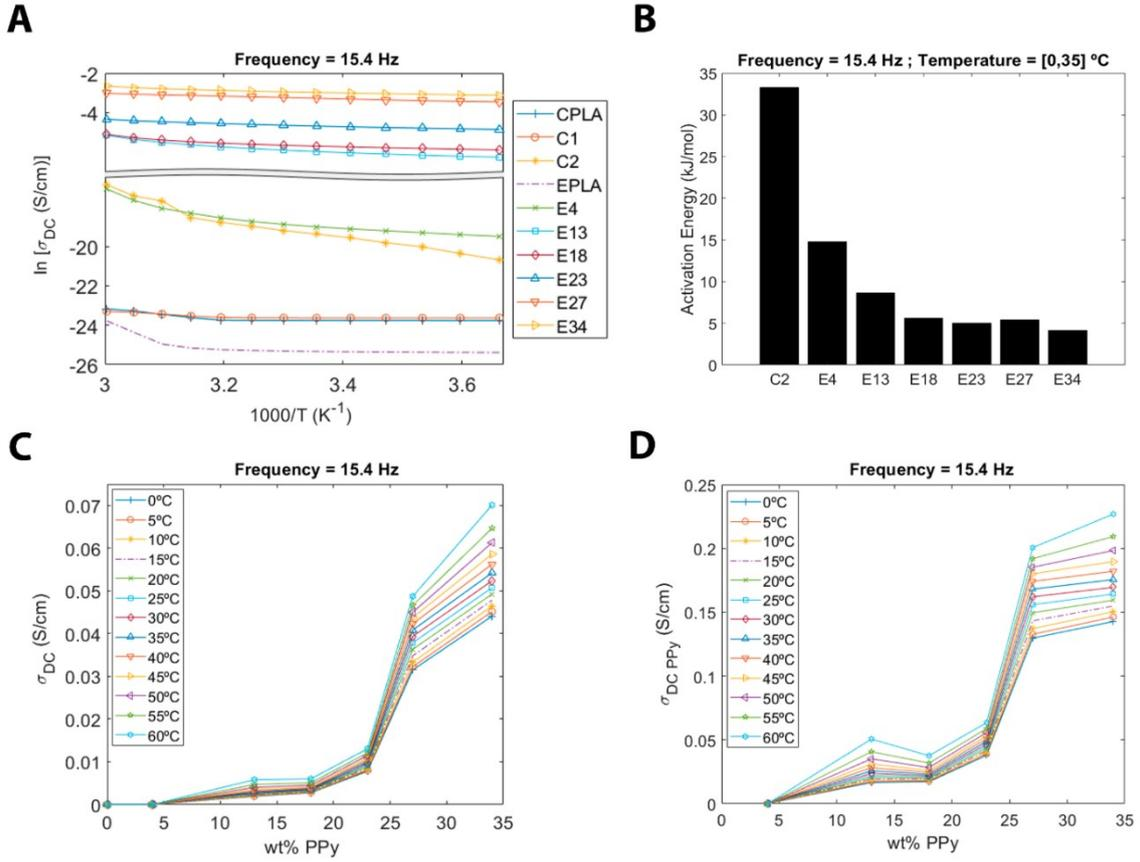 A
Frequency = 15.4 Hz
-2
-4
-20
-22
-24
-26
3
3.2
3.4
3.6
ln [σDC (S/cm)]
1000/T (K-1)
CPLA
C1
C2
EPLA
E4
E13
E18
E23
E27
E34
B
Frequency = 15.4 Hz ; Temperature = [0,35] ºC
35
30
25
20
15
10
5
0
Activation Energy (kJ/mol)
C2
E4
E13
E18
E23
E27
E34
C
Frequency = 15.4 Hz
0.07
0.06
0.05
0.04
0.03
0.02
0.01
0
σDC (S/cm)
0ºC
5ºC
10ºC
15ºC
20ºC
25ºC
30ºC
35ºC
40ºC
45ºC
50ºC
55ºC
60ºC
0
5
10
15
20
25
30
35
wt% PPy
D
Frequency = 15.4 Hz
0.25
0.2
0.15
0.1
0.05
0
σDC PPy (S/cm)
0ºC
5ºC
10ºC
15ºC
20ºC
25ºC
30ºC
35ºC
40ºC
45ºC
50ºC
55ºC
60ºC
0
5
10
15
20
25
30
35
wt% PPy